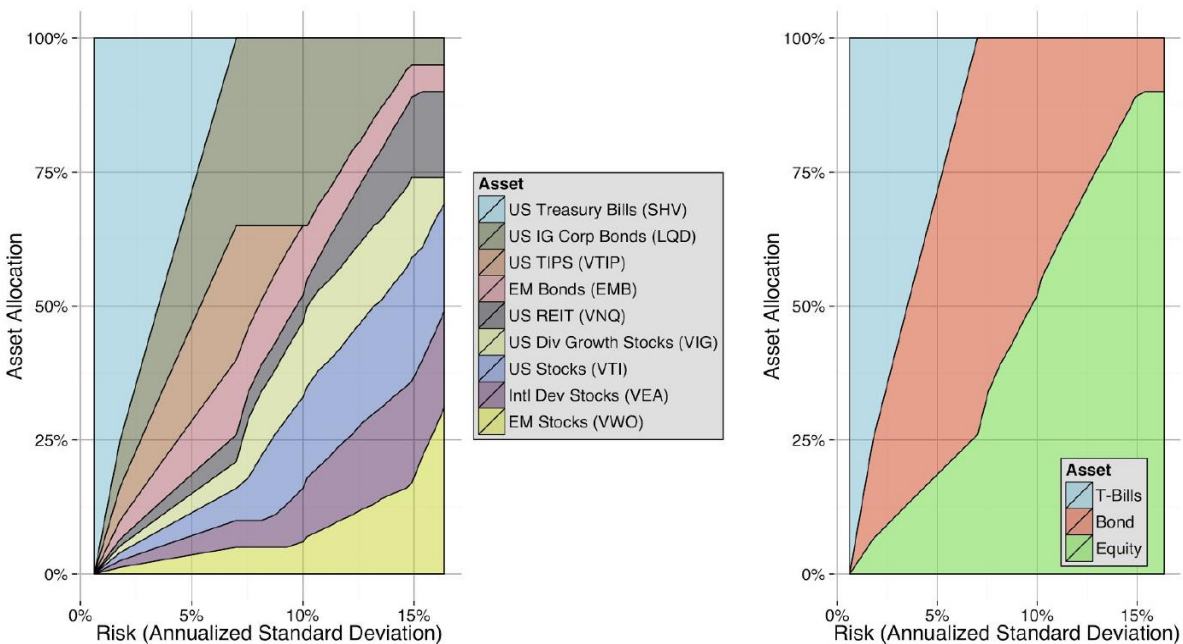 100%
75%
50%
25%
0%
Asset Allocation
0%
5%
10%
15%
Risk (Annualized Standard Deviation)
Asset
US Treasury Bills (SHV)
US IG Corp Bonds (LQD)
US TIPS (VTIP)
EM Bonds (EMB)
US REIT (VNQ)
US Div Growth Stocks (VIG)
US Stocks (VTI)
Intl Dev Stocks (VEA)
EM Stocks (VWO)
100%
75%
50%
25%
0%
Asset Allocation
0%
5%
10%
15%
Risk (Annualized Standard Deviation)
Asset
T-Bills
Bond
Equity